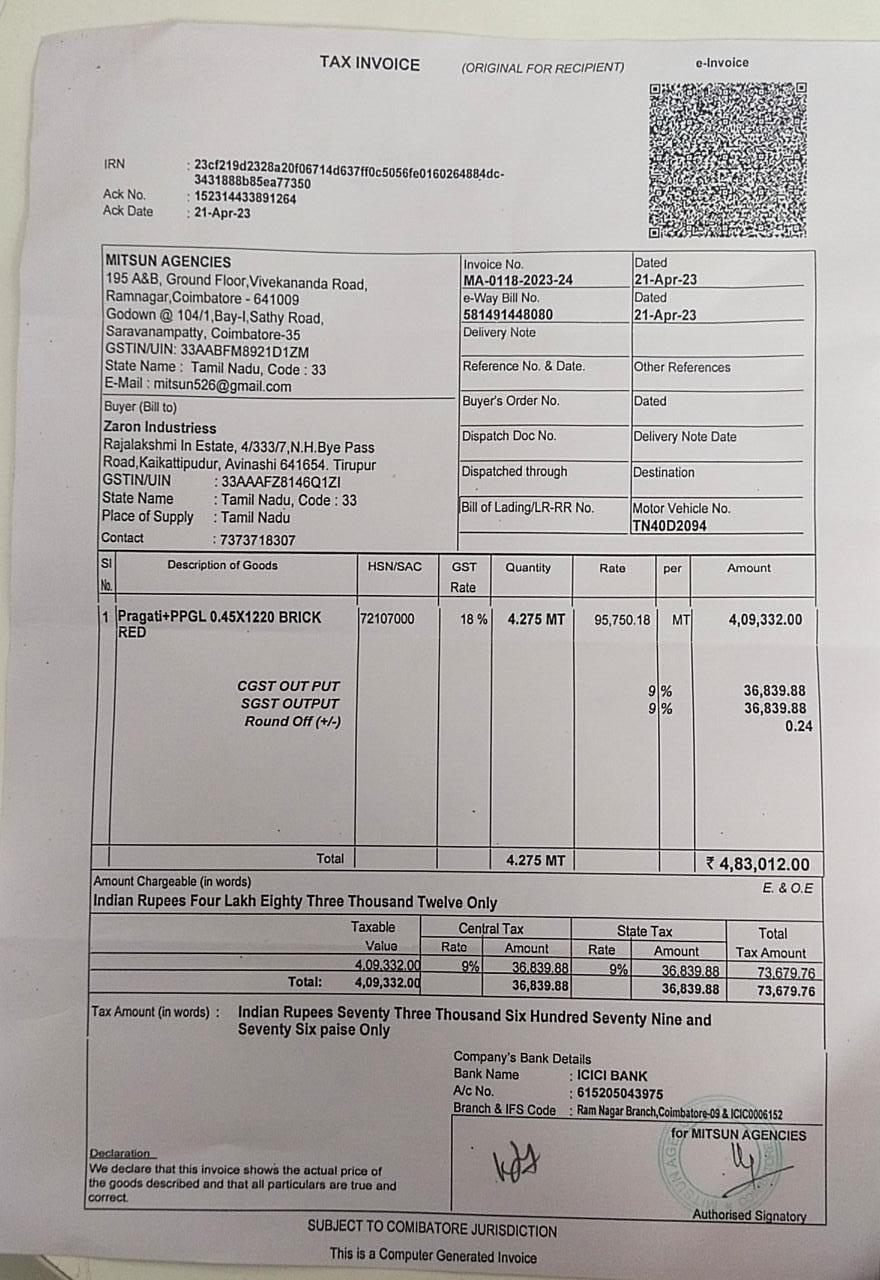 TAX INVOICE (ORIGINAL FOR RECIPIENT) e-Invoice
IRN : 23cf219d2328a20f06714d637ff0c5056fe0160264884dc-
3431888b85ea77350
Ack No. : 152314433891264
Ack Date : 21-Apr-23
MITSUN AGENCIES
195 A&B, Ground Floor,Vivekananda Road,
Ramnagar,Coimbatore - 641009
Godown @ 104/1,Bay-I,Sathy Road,
Saravanampatty, Coimbatore-35
GSTIN/UIN: 33AABFM8921D1ZM
State Name : Tamil Nadu, Code : 33
E-Mail : mitsun526@gmail.com
Invoice No. Dated
MA-0118-2023-24 21-Apr-23
e-Way Bill No. Dated
581491448080 21-Apr-23
Delivery Note
Reference No. & Date. Other References
Buyer's Order No. Dated
Dispatch Doc No. Delivery Note Date
Dispatched through Destination
Bill of Lading/LR-RR No. Motor Vehicle No.
TN40D2094
Buyer (Bill to)
Zaron Industriess
Rajalakshmi In Estate, 4/333/7,N.H.Bye Pass
Road,Kaikattipudur, Avinashi 641654. Tirupur
GSTIN/UIN : 33AAAFZ8146Q1ZI
State Name : Tamil Nadu, Code : 33
Place of Supply : Tamil Nadu
Contact : 7373718307
Sl Description of Goods HSN/SAC GST Quantity Rate per Amount
No. Rate
1 Pragati+PPGL 0.45X1220 BRICK 72107000 18 % 4.275 MT 95,750.18 MT 4,09,332.00
RED
CGST OUT PUT 9 % 36,839.88
SGST OUTPUT 9 % 36,839.88
Round Off (+/-) 0.24
Total 4.275 MT ₹ 4,83,012.00
Amount Chargeable (in words) E. & O.E
Indian Rupees Four Lakh Eighty Three Thousand Twelve Only
Taxable Central Tax State Tax Total
Value Rate Amount Rate Amount Tax Amount
4,09,332.00 9% 36,839.88 9% 36,839.88 73,679.76
Total: 4,09,332.00 36,839.88 36,839.88 73,679.76
Tax Amount (in words) : Indian Rupees Seventy Three Thousand Six Hundred Seventy Nine and
Seventy Six paise Only
Company's Bank Details
Bank Name : ICICI BANK
A/c No. : 615205043975
Branch & IFS Code : Ram Nagar Branch,Coimbatore-09 & ICIC0006152
for MITSUN AGENCIES
Declaration
We declare that this invoice shows the actual price of
the goods described and that all particulars are true and
correct.
Authorised Signatory
SUBJECT TO COMIBATORE JURISDICTION
This is a Computer Generated Invoice